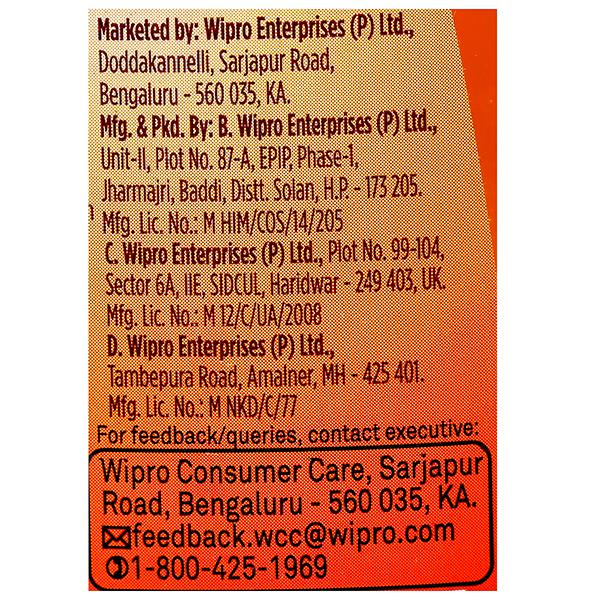 Marketed by: Wipro Enterprises (P) Ltd.,
Doddakannelli, Sarjapur Road,
Bengaluru - 560 035, KA.
Mfg. & Pkd. By: B. Wipro Enterprises (P) Ltd.,
Unit-II, Plot No. 87-A, EPIP, Phase-1,
Jharmajri, Baddi, Distt. Solan, H.P. - 173 205.
Mfg. Lic. No.: M HIM/COS/14/205
C. Wipro Enterprises (P) Ltd., Plot No. 99-104,
Sector 6A, IIE, SIDCUL, Haridwar - 249 403, UK.
Mfg. Lic. No.: M 12/C/UA/2008
D. Wipro Enterprises (P) Ltd.,
Tambepura Road, Amalner, MH - 425 401.
Mfg. Lic. No.: M NKD/C/77
For feedback/queries, contact executive:
Wipro Consumer Care, Sarjapur
Road, Bengaluru - 560 035, KA.
feedback.wcc@wipro.com
1-800-425-1969